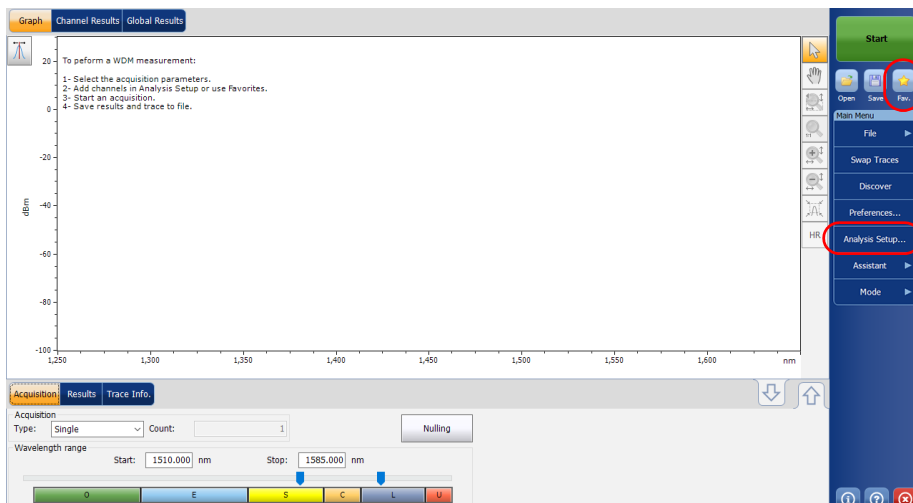 Graph Channel Results Global Results
Start
To peform a WDM measurement:
1- Select the acquisition parameters.
2- Add channels in Analysis Setup or use Favorites.
3- Start an acquisition.
4- Save results and trace to file.
Open Save Fav.
Main Menu
File
Swap Traces
Discover
Preferences...
Analysis Setup...
Assistant
Mode
HR
dBm
20
0
-20
-40
-60
-80
-100
1,250 1,300 1,350 1,400 1,450 1,500 1,550 1,600 nm
Acquisition Results Trace Info.
Acquisition
Type: Single Count: 1 Nulling
Wavelength range
Start: 1510.000 nm Stop: 1585.000 nm
O E S C L U